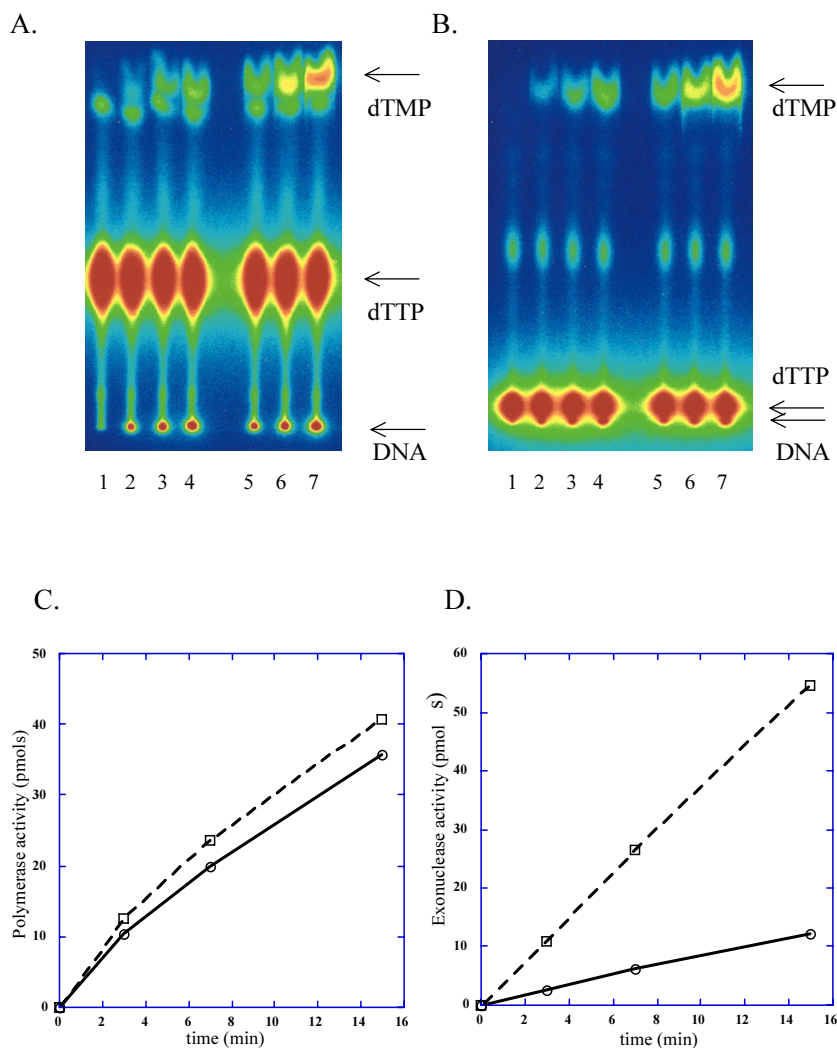 A.
dTMP
dTTP
DNA
1 2 3 4 5 6 7
B.
dTMP
dTTP
DNA
1 2 3 4 5 6 7
C.
Polymerase activity (pmols)
50
40
30
20
10
0
0 2 4 6 8 10 12 14 16
time (min)
D.
Exonuclease activity (pmol s)
60
50
40
30
20
10
0
0 2 4 6 8 10 12 14 16
time (min)